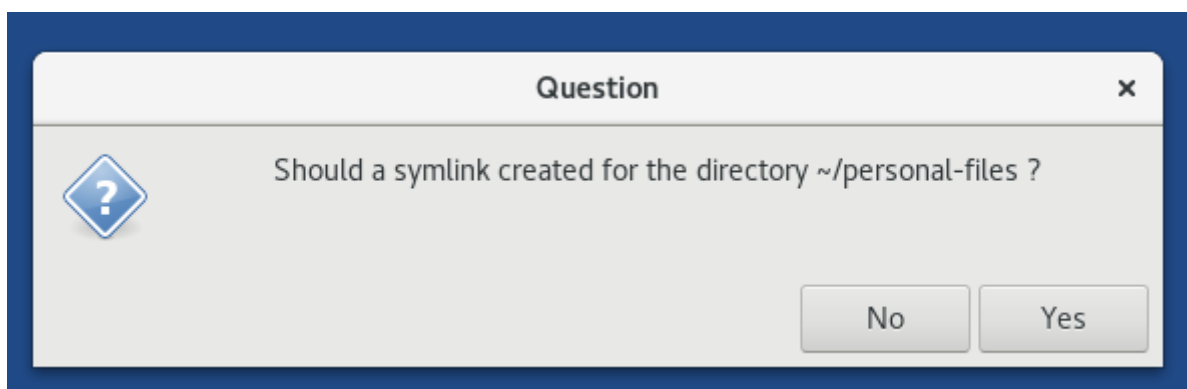 Question
Should a symlink created for the directory ~/personal-files ?
No Yes